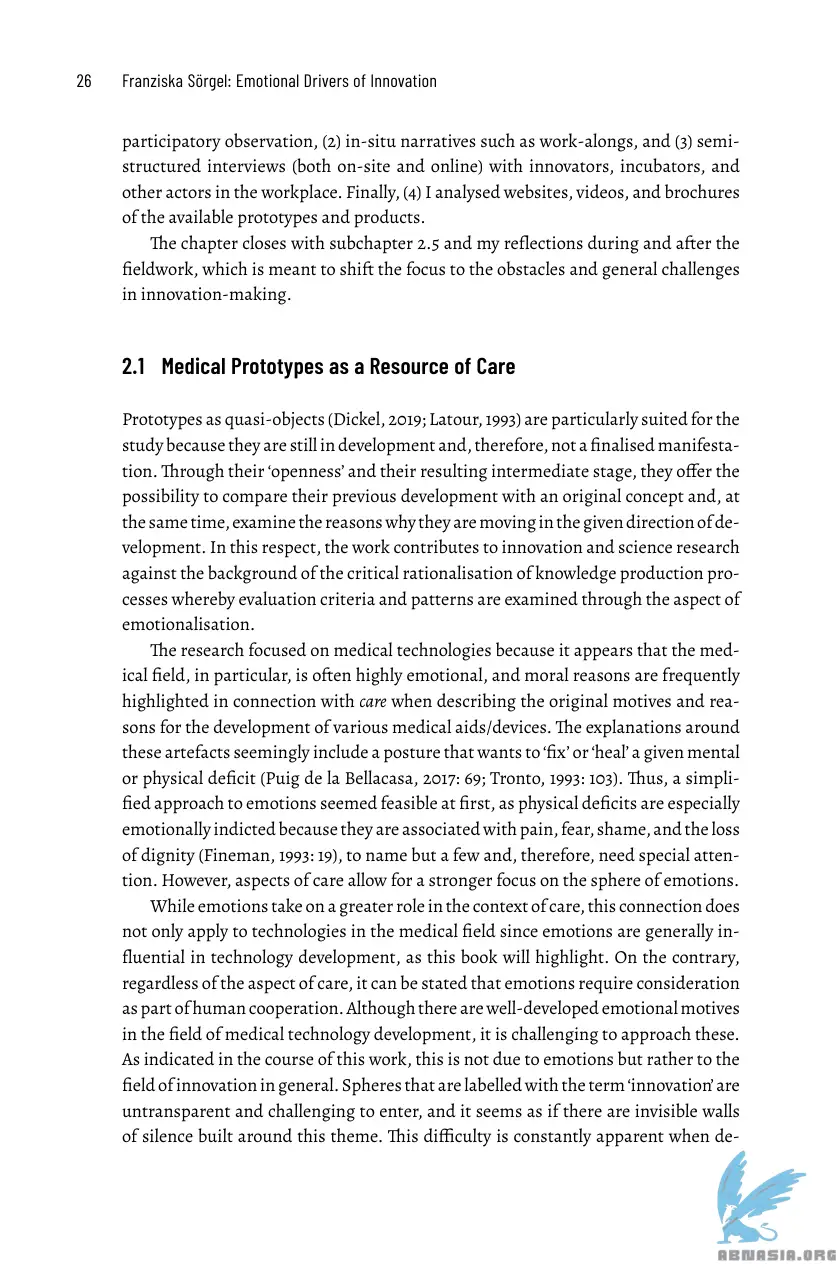 26 Franziska Sörgel: Emotional Drivers of Innovation
participatory observation, (2) in-situ narratives such as work-alongs, and (3) semi-
structured interviews (both on-site and online) with innovators, incubators, and
other actors in the workplace. Finally, (4) I analysed websites, videos, and brochures
of the available prototypes and products.
The chapter closes with subchapter 2.5 and my reflections during and after the
fieldwork, which is meant to shift the focus to the obstacles and general challenges
in innovation-making.
2.1 Medical Prototypes as a Resource of Care
Prototypes as quasi-objects (Dickel, 2019; Latour, 1993) are particularly suited for the
study because they are still in development and, therefore, not a finalised manifesta-
tion. Through their ‘openness’ and their resulting intermediate stage, they offer the
possibility to compare their previous development with an original concept and, at
the same time, examine the reasons why they are moving in the given direction of de-
velopment. In this respect, the work contributes to innovation and science research
against the background of the critical rationalisation of knowledge production pro-
cesses whereby evaluation criteria and patterns are examined through the aspect of
emotionalisation.
The research focused on medical technologies because it appears that the med-
ical field, in particular, is often highly emotional, and moral reasons are frequently
highlighted in connection with care when describing the original motives and rea-
sons for the development of various medical aids/devices. The explanations around
these artefacts seemingly include a posture that wants to ‘fix’ or ‘heal’ a given mental
or physical deficit (Puig de la Bellacasa, 2017: 69; Tronto, 1993: 103). Thus, a simpli-
fied approach to emotions seemed feasible at first, as physical deficits are especially
emotionally indicted because they are associated with pain, fear, shame, and the loss
of dignity (Fineman, 1993: 19), to name but a few and, therefore, need special atten-
tion. However, aspects of care allow for a stronger focus on the sphere of emotions.
While emotions take on a greater role in the context of care, this connection does
not only apply to technologies in the medical field since emotions are generally in-
fluential in technology development, as this book will highlight. On the contrary,
regardless of the aspect of care, it can be stated that emotions require consideration
as part of human cooperation. Although there are well-developed emotional motives
in the field of medical technology development, it is challenging to approach these.
As indicated in the course of this work, this is not due to emotions but rather to the
field of innovation in general. Spheres that are labelled with the term ‘innovation’ are
untransparent and challenging to enter, and it seems as if there are invisible walls
of silence built around this theme. This difficulty is constantly apparent when de-
ABNASIA.ORG